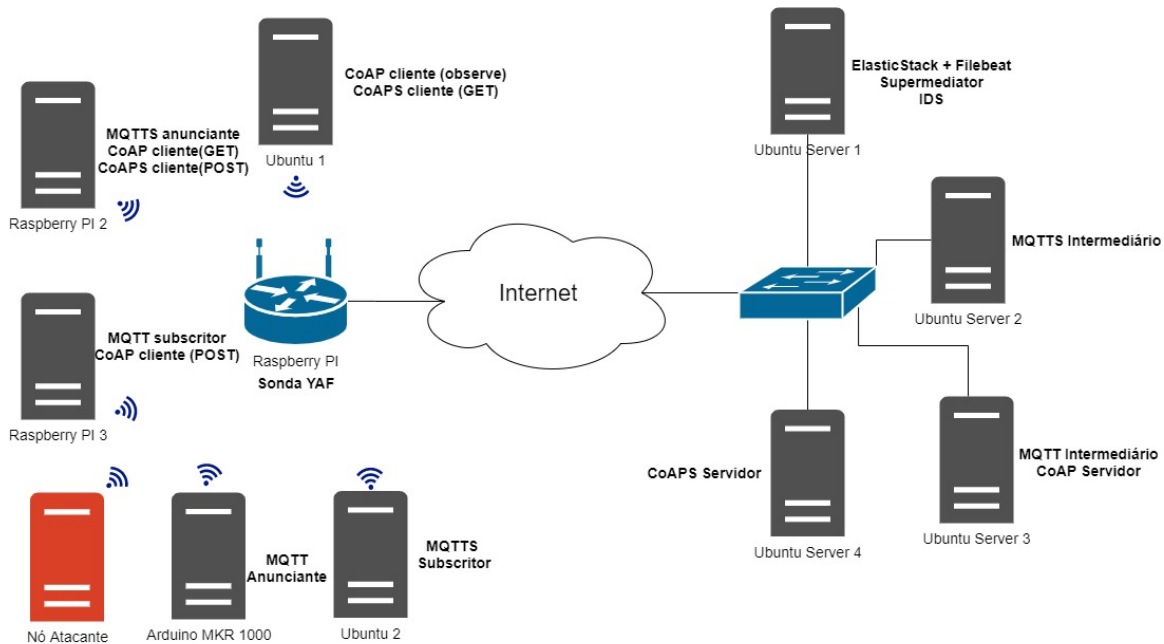 CoAP cliente (observe)
CoAPS cliente (GET)
Ubuntu 1
MQTTS anunciante
CoAP cliente(GET)
CoAPS cliente(POST)
Raspberry PI 2
ElasticStack + Filebeat
Supermediator
IDS
Ubuntu Server 1
MQTTS Intermediário
Ubuntu Server 2
Internet
Raspberry PI
Sonda YAF
MQTT subscritor
CoAP cliente (POST)
Raspberry PI 3
CoAPS Servidor
Ubuntu Server 4
MQTT Intermediário
CoAP Servidor
Ubuntu Server 3
Nó Atacante
MQTT
Anunciante
Arduino MKR 1000
MQTTS
Subscritor
Ubuntu 2